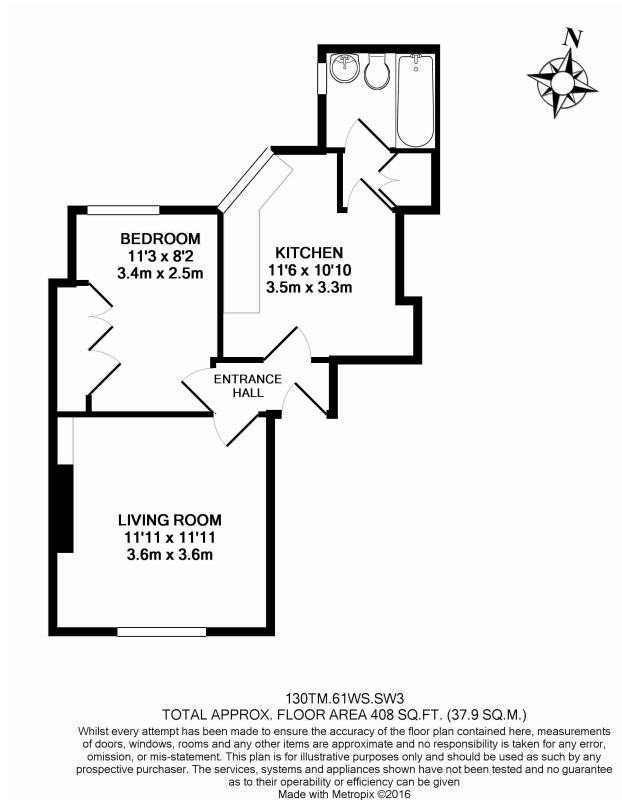 N
BEDROOM
11'3 x 8'2
3.4m x 2.5m
KITCHEN
11'6 x 10'10
3.5m x 3.3m
ENTRANCE
HALL
LIVING ROOM
11'11 x 11'11
3.6m x 3.6m
130TM.61WS.SW3
TOTAL APPROX. FLOOR AREA 408 SQ.FT. (37.9 SQ.M.)
Whilst every attempt has been made to ensure the accuracy of the floor plan contained here, measurements
of doors, windows, rooms and any other items are approximate and no responsibility is taken for any error,
omission, or mis-statement. This plan is for illustrative purposes only and should be used as such by any
prospective purchaser. The services, systems and appliances shown have not been tested and no guarantee
as to their operability or efficiency can be given
Made with Metropix ©2016